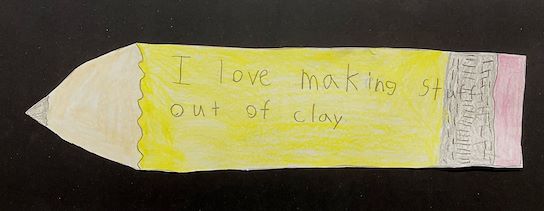 I love making stuff
out of clay